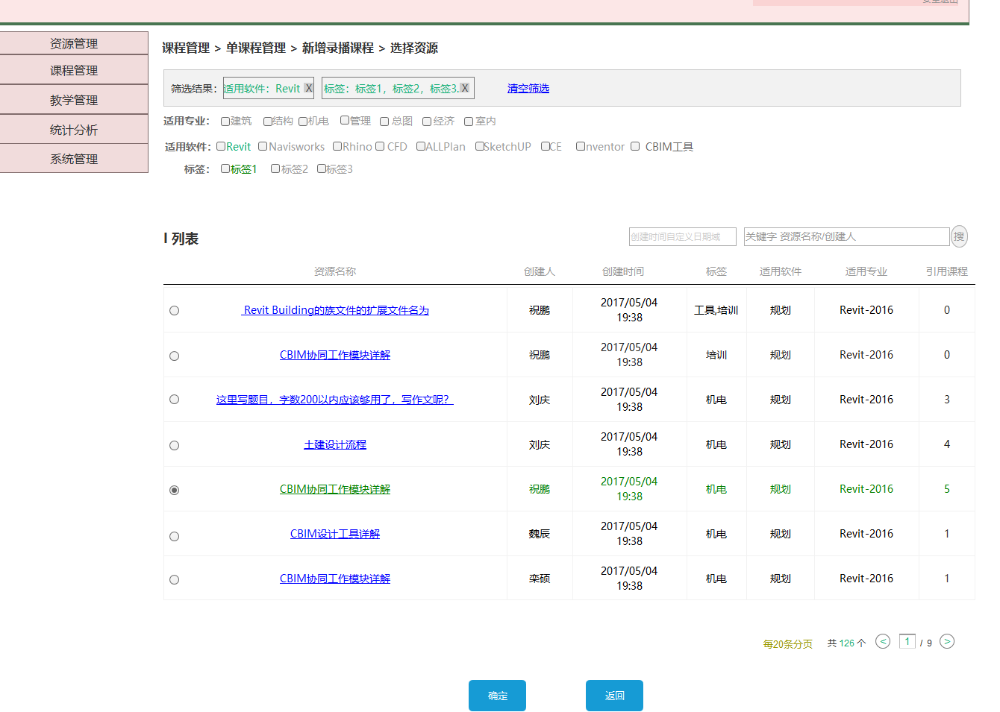 安全退出
资源管理
课程管理
教学管理
统计分析
系统管理
课程管理 > 单课程管理 > 新增录播课程 > 选择资源
筛选结果： 适用软件：Revit X 标签：标签1，标签2，标签3. X 清空筛选
适用专业： 建筑 结构 机电 管理 总图 经济 室内
适用软件： Revit Navisworks Rhino CFD ALLPlan SketchUP CE Inventor CBIM工具
标签： 标签1 标签2 标签3
I 列表 创建时间自定义日期域 关键字 资源名称/创建人 搜
资源名称 创建人 创建时间 标签 适用软件 适用专业 引用课程
Revit Building的族文件的扩展文件名为 祝鹏 2017/05/04 19:38 工具,培训 规划 Revit-2016 0
CBIM协同工作模块详解 祝鹏 2017/05/04 19:38 培训 规划 Revit-2016 0
这里写题目，字数200以内应该够用了，写作文呢？ 刘庆 2017/05/04 19:38 机电 规划 Revit-2016 3
土建设计流程 刘庆 2017/05/04 19:38 机电 规划 Revit-2016 4
CBIM协同工作模块详解 祝鹏 2017/05/04 19:38 机电 规划 Revit-2016 5
CBIM设计工具详解 魏辰 2017/05/04 19:38 机电 规划 Revit-2016 1
CBIM协同工作模块详解 栾硕 2017/05/04 19:38 机电 规划 Revit-2016 1
每20条分页 共 126 个 < 1 / 9 >
确定 返回